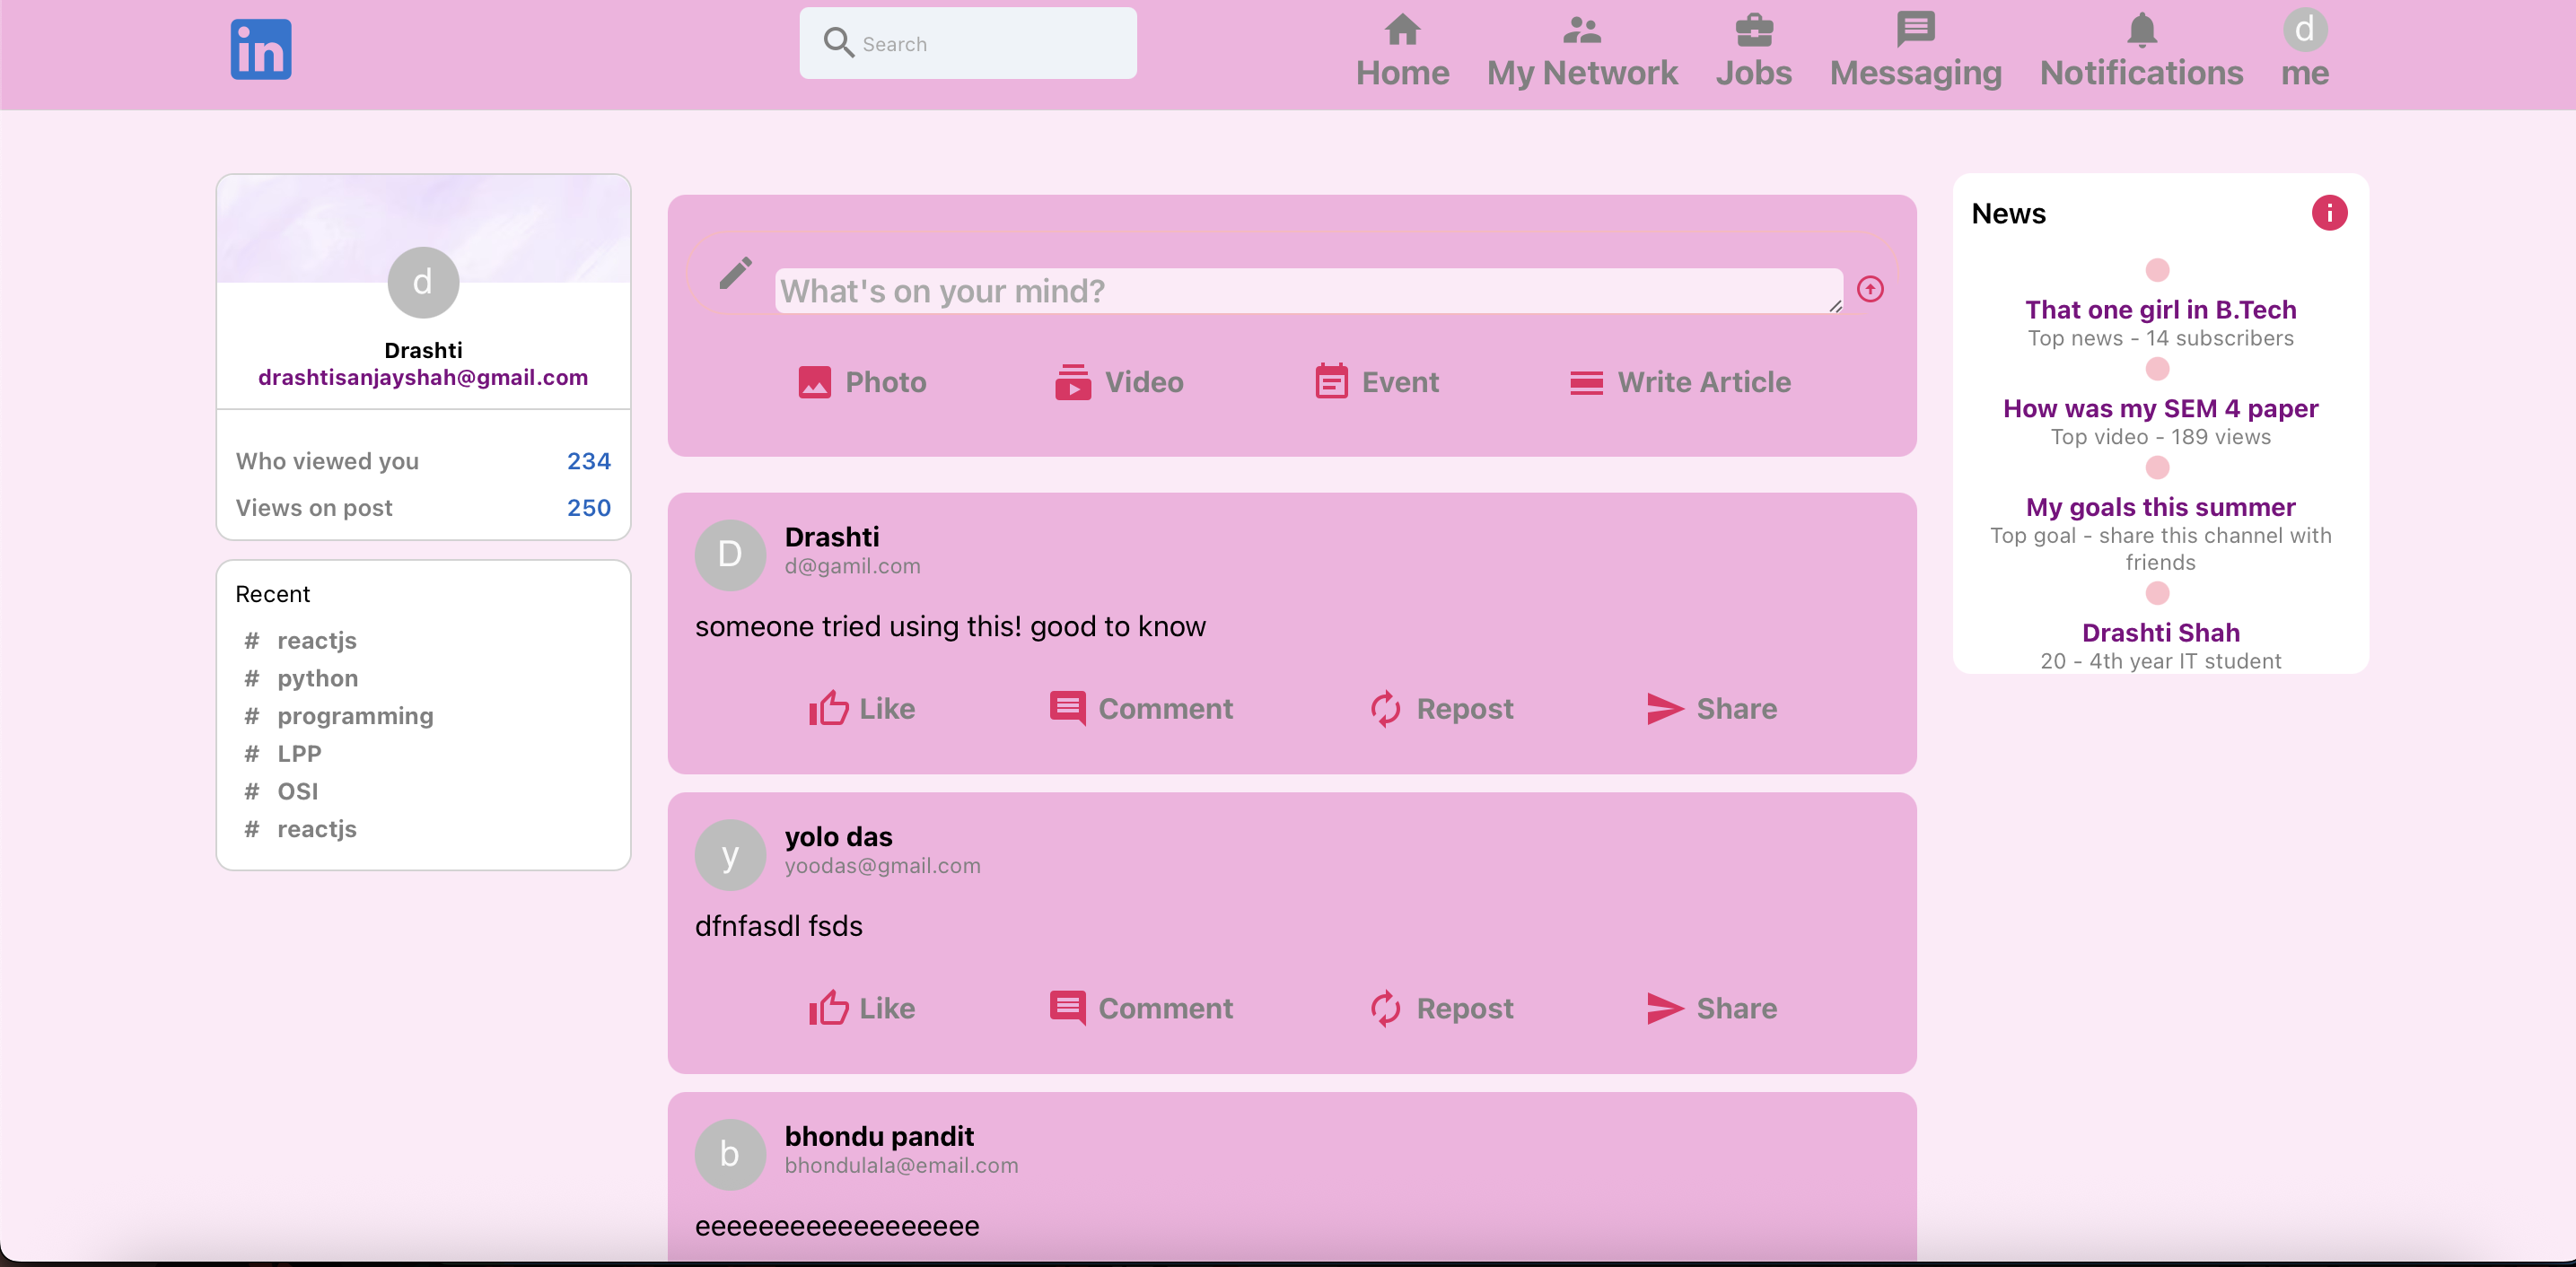 in
Search
Home
My Network
Jobs
Messaging
Notifications
d
me
d
Drashti
drashtisanjayshah@gmail.com
Who viewed you 234
Views on post 250
Recent
# reactjs
# python
# programming
# LPP
# OSI
# reactjs
What's on your mind?
Photo
Video
Event
Write Article
D
Drashti
d@gamil.com
someone tried using this! good to know
Like
Comment
Repost
Share
y
yolo das
yoodas@gmail.com
dfnfasdl fsds
Like
Comment
Repost
Share
b
bhondu pandit
bhondulala@email.com
eeeeeeeeeeeeeeeeee
News
i
That one girl in B.Tech
Top news - 14 subscribers
How was my SEM 4 paper
Top video - 189 views
My goals this summer
Top goal - share this channel with
friends
Drashti Shah
20 - 4th year IT student